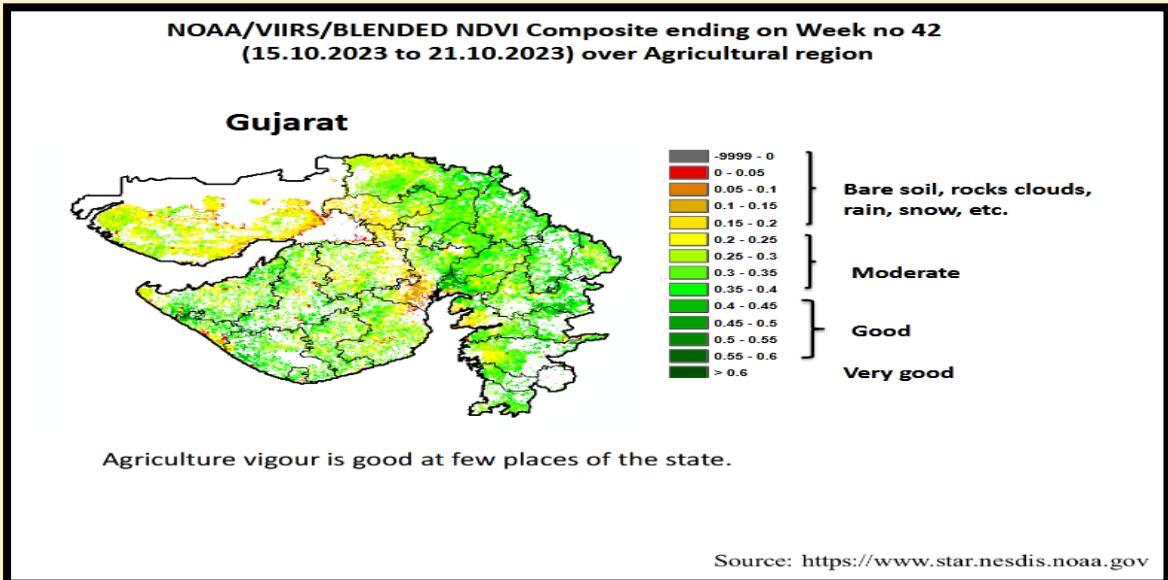 NOAA/VIIRS/BLENDED NDVI Composite ending on Week no 42
(15.10.2023 to 21.10.2023) over Agricultural region
Gujarat
-9999 - 0
0 - 0.05
0.05 - 0.1
0.1 - 0.15
0.15 - 0.2
0.2 - 0.25
0.25 - 0.3
0.3 - 0.35
0.35 - 0.4
0.4 - 0.45
0.45 - 0.5
0.5 - 0.55
0.55 - 0.6
> 0.6
Bare soil, rocks clouds,
rain, snow, etc.
Moderate
Good
Very good
Agriculture vigour is good at few places of the state.
Source: https://www.star.nesdis.noaa.gov